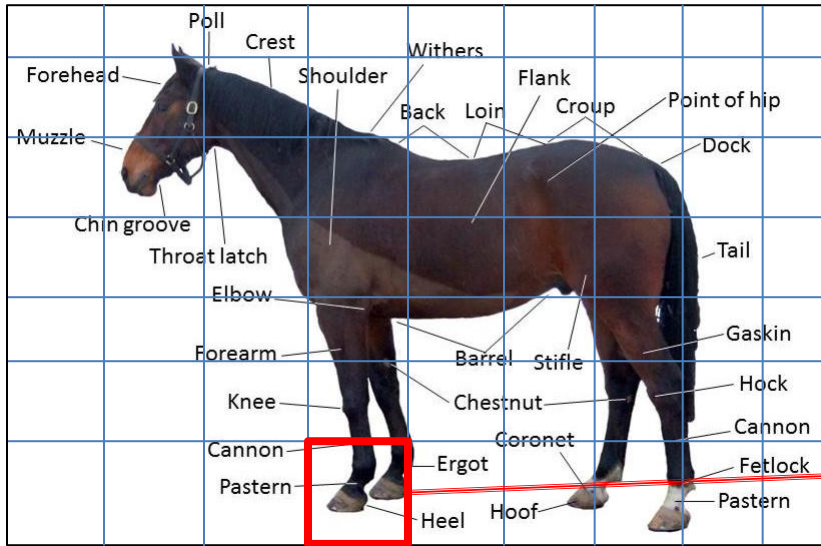 Poll
Crest
Withers
Forehead
Shoulder
Flank
Point of hip
Back
Loin
Croup
Muzzle
Dock
Chin groove
Throat latch
Tail
Elbow
Gaskin
Forearm
Barrel
Stifle
Hock
Knee
Chestnut
Cannon
Cannon
Coronet
Ergot
Fetlock
Pastern
Pastern
Hoof
Heel